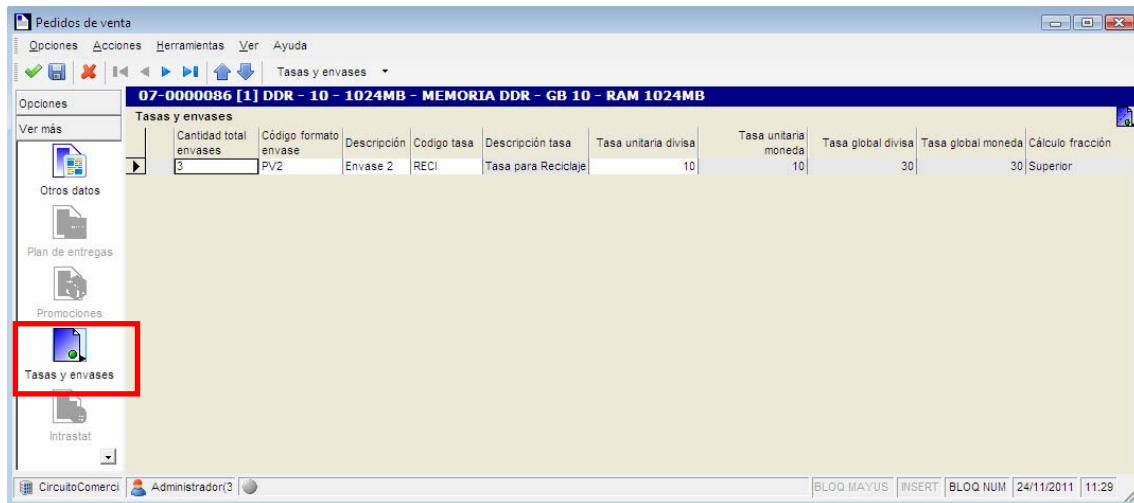 Pedidos de venta
Opciones Acciones Herramientas Ver Ayuda
Tasas y envases
Opciones
Ver más
Otros datos
Plan de entregas
Promociones
Tasas y envases
Intrastat
07-0000086 [1] DDR - 10 - 1024MB - MEMORIA DDR - GB 10 - RAM 1024MB
Tasas y envases
Cantidad total envases Código formato envase Descripción Codigo tasa Descripción tasa Tasa unitaria divisa Tasa unitaria moneda Tasa global divisa Tasa global moneda Cálculo fracción
3 PV2 Envase 2 RECI Tasa para Reciclaje 10 10 30 30 Superior
CircuitoComerci Administrador(3 BLOQ MAYUS INSERT BLOQ NUM 24/11/2011 11:29